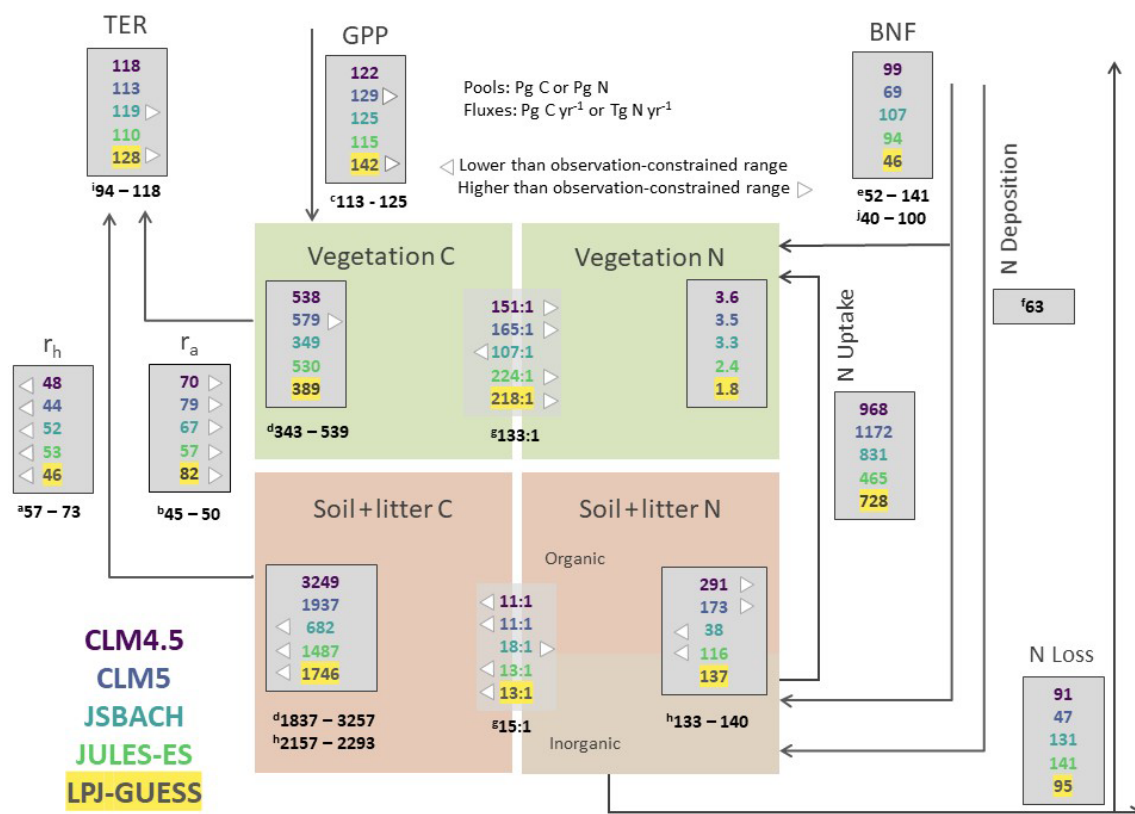 TER
118
113
119
110
128
ⁱ94 – 118
GPP
122
129
125
115
142
ᶜ113 - 125
Pools: Pg C or Pg N
Fluxes: Pg C yr⁻¹ or Tg N yr⁻¹
◁ Lower than observation-constrained range
Higher than observation-constrained range ▷
BNF
99
69
107
94
46
ᵉ52 – 141
ʲ40 – 100
N Deposition
ᶠ63
Vegetation C
538
579
349
530
389
ᵈ343 – 539
151:1
165:1
107:1
224:1
218:1
ᵍ133:1
Vegetation N
3.6
3.5
3.3
2.4
1.8
N Uptake
968
1172
831
465
728
rₕ
48
44
52
53
46
ᵃ57 – 73
rₐ
70
79
67
57
82
ᵇ45 – 50
Soil+litter C
3249
1937
682
1487
1746
ᵈ1837 – 3257
ʰ2157 – 2293
11:1
11:1
18:1
13:1
13:1
ᵍ15:1
Soil+litter N
Organic
291
173
38
116
137
ʰ133 – 140
Inorganic
CLM4.5
CLM5
JSBACH
JULES-ES
LPJ-GUESS
N Loss
91
47
131
141
95